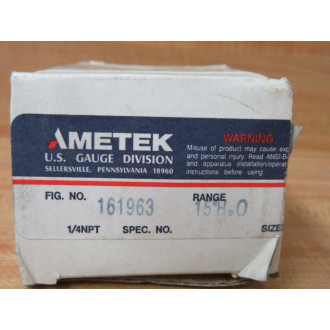 AMETEK
U.S. GAUGE DIVISION
SELLERSVILLE, PENNSYLVANIA 18960
WARNING
Misuse of product may cause
and personal injury. Read ANSI-B-
and apparatus installation/operat
instructions before using
FIG. NO. 161963 RANGE 15"H₂O
1/4NPT SPEC. NO. SIZE